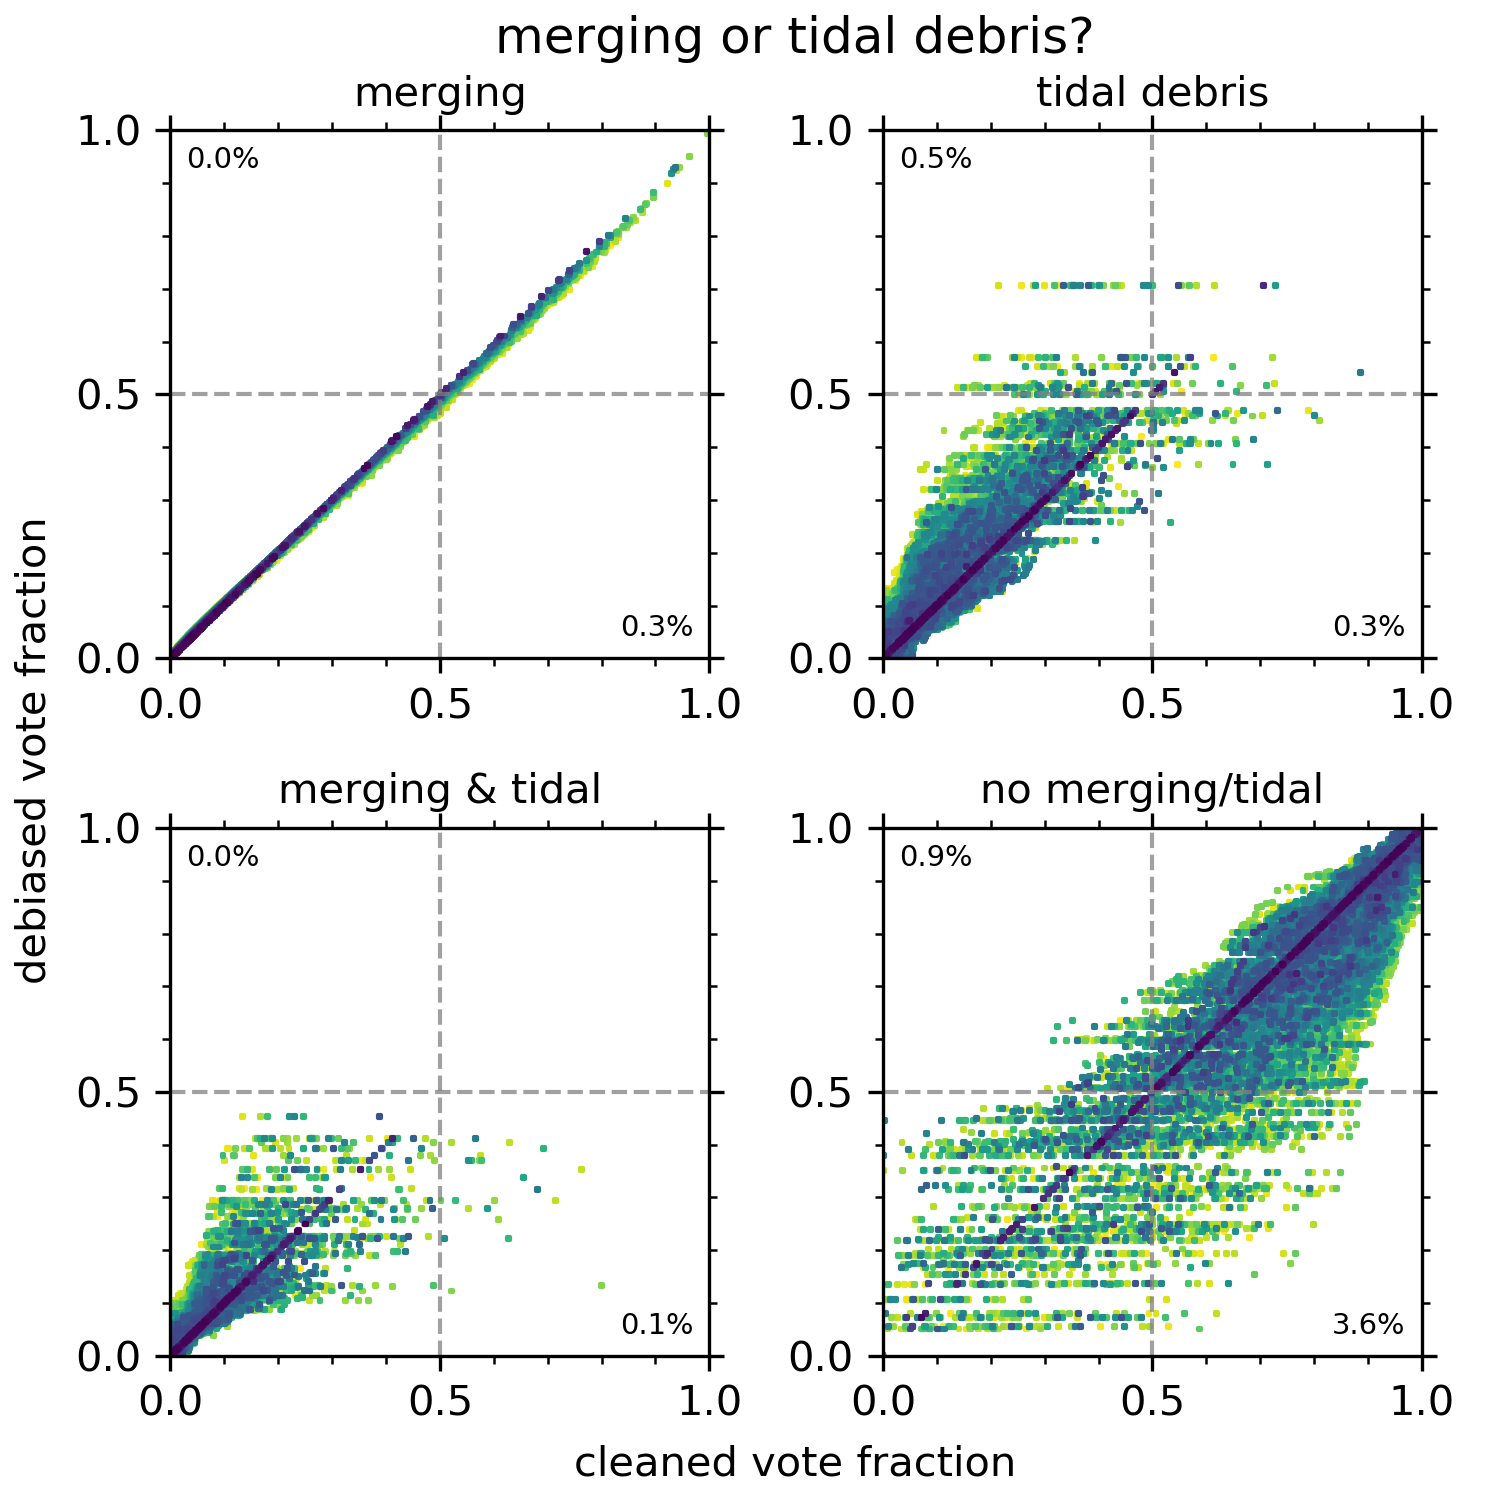 merging or tidal debris?
merging
tidal debris
1.0
0.5
0.0
0.0%
0.3%
0.0 0.5 1.0
1.0
0.5
0.0
0.5%
0.3%
0.0 0.5 1.0
debiased vote fraction
merging & tidal
no merging/tidal
1.0
0.5
0.0
0.0%
0.1%
0.0 0.5 1.0
1.0
0.5
0.0
0.9%
3.6%
0.0 0.5 1.0
cleaned vote fraction